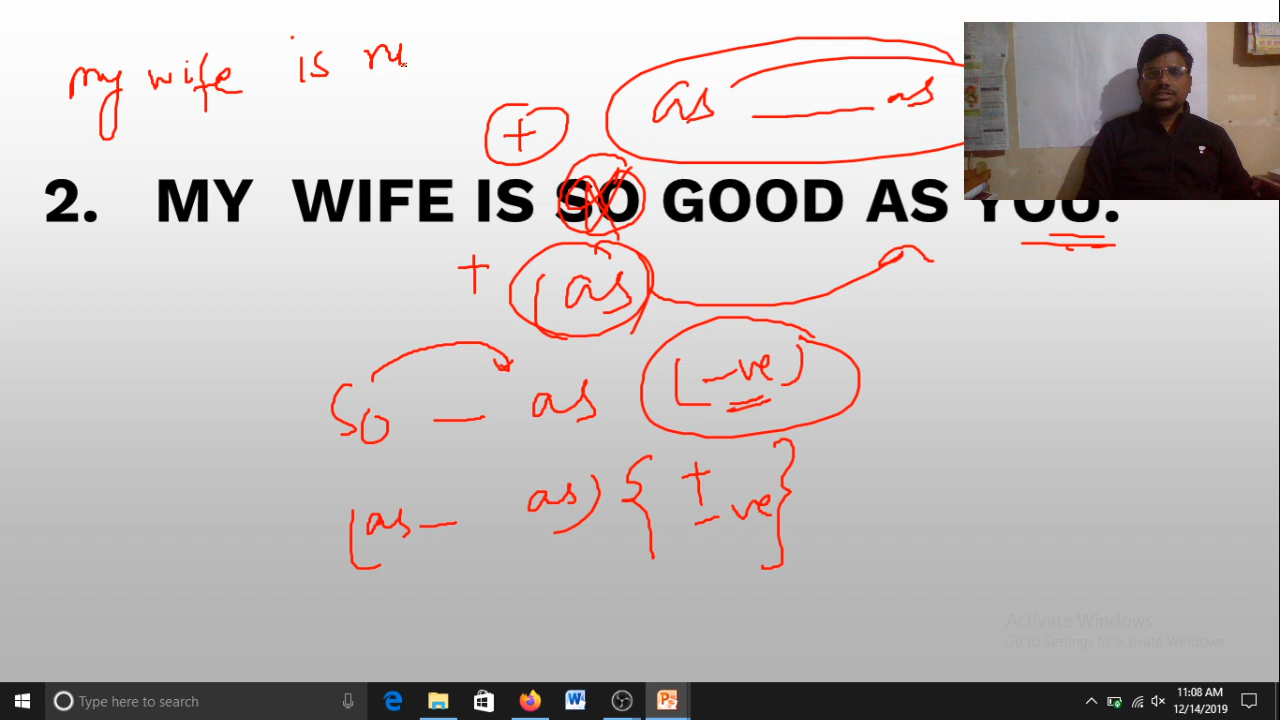 my wife is
as ___ as
+
2. MY WIFE IS SO GOOD AS YOU.
+ (as
So — as (-ve)
(as — as) { ± ve }
Activate Windows
Go to Settings to activate Windows
Type here to search
11:08 AM
12/14/2019